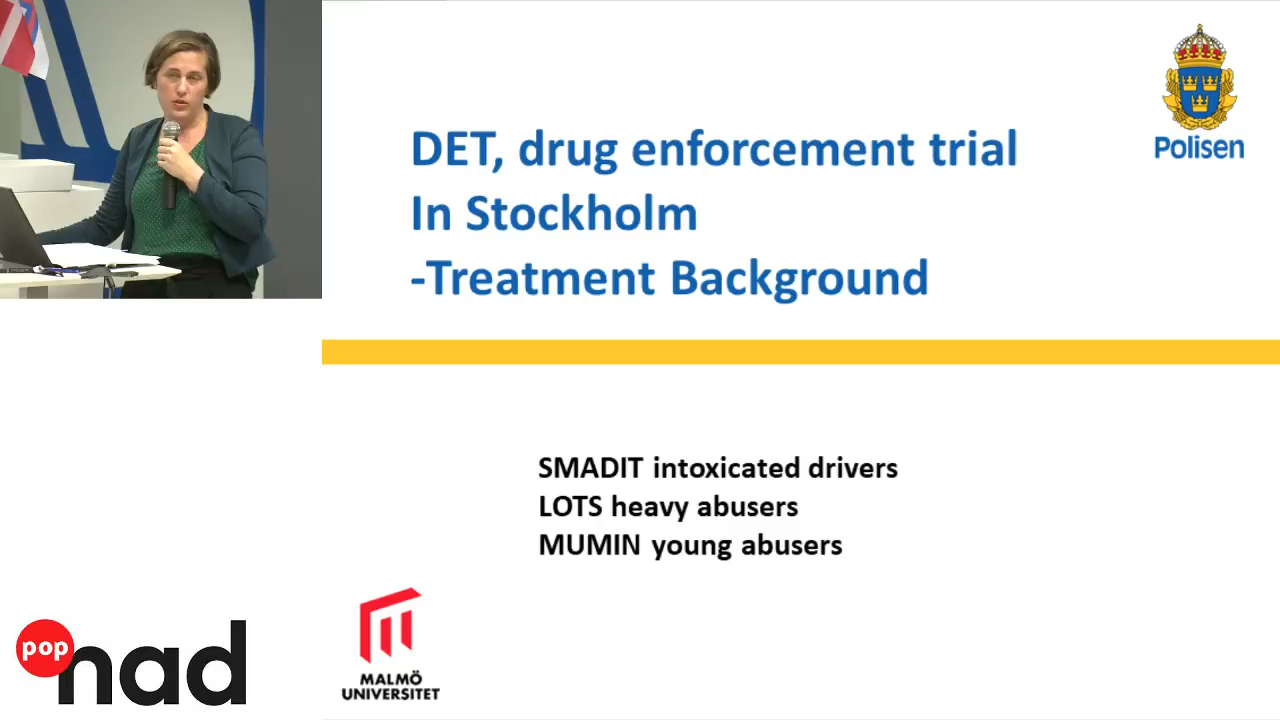 DET, drug enforcement trial
In Stockholm
-Treatment Background
Polisen
SMADIT intoxicated drivers
LOTS heavy abusers
MUMIN young abusers
pop
nad
MALMÖ
UNIVERSITET